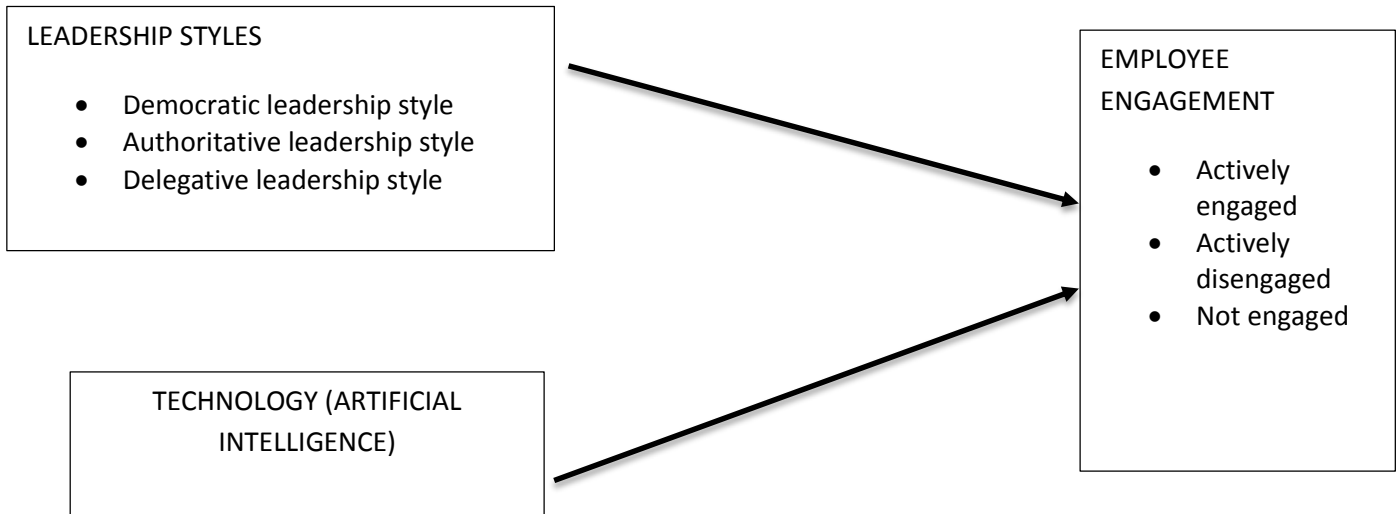 LEADERSHIP STYLES
• Democratic leadership style
• Authoritative leadership style
• Delegative leadership style
EMPLOYEE
ENGAGEMENT
• Actively
engaged
• Actively
disengaged
• Not engaged
TECHNOLOGY (ARTIFICIAL
INTELLIGENCE)